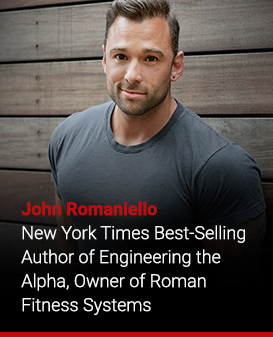 John Romaniello
New York Times Best-Selling
Author of Engineering the
Alpha, Owner of Roman
Fitness Systems